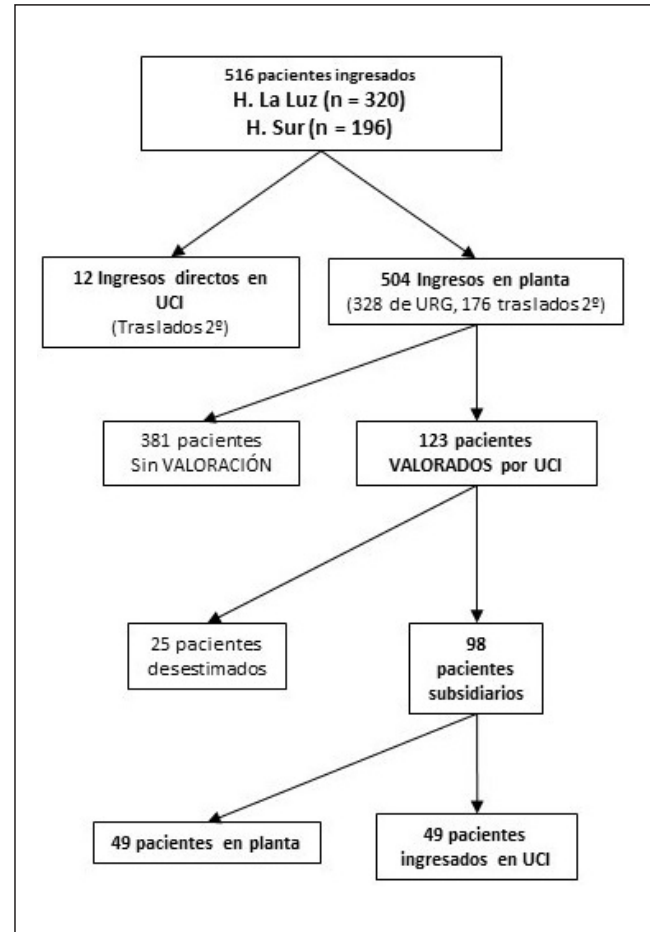 516 pacientes ingresados
H. La Luz (n = 320)
H. Sur (n = 196)
12 Ingresos directos en
UCI
(Traslados 2º)
504 Ingresos en planta
(328 de URG, 176 traslados 2º)
381 pacientes
Sin VALORACIÓN
123 pacientes
VALORADOS por UCI
25 pacientes
desestimados
98
pacientes
subsidiarios
49 pacientes en planta
49 pacientes
ingresados en UCI